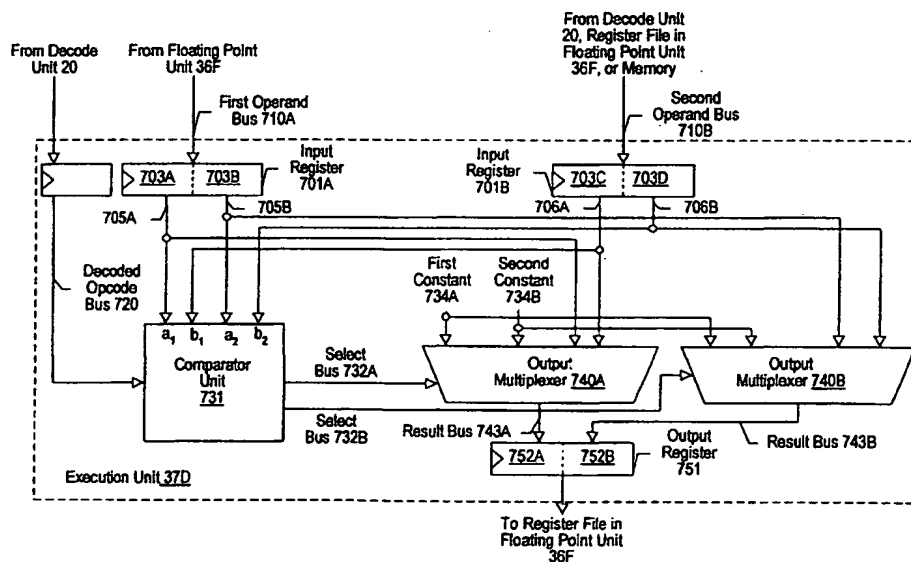 From Decode
Unit 20
From Floating Point
Unit 36F
From Decode Unit
20, Register File in
Floating Point Unit
36F, or Memory
First Operand
Bus 710A
Second
Operand Bus
710B
703A
703B
Input
Register
701A
Input
Register
701B
703C
703D
705A
705B
706A
706B
Decoded
Opcode
Bus 720
First
Constant
734A
Second
Constant
734B
a1 b1 a2 b2
Comparator
Unit
731
Select
Bus 732A
Select
Bus 732B
Output
Multiplexer 740A
Output
Multiplexer 740B
Result Bus 743A
Result Bus 743B
752A
752B
Output
Register
751
Execution Unit 37D
To Register File in
Floating Point Unit
36F